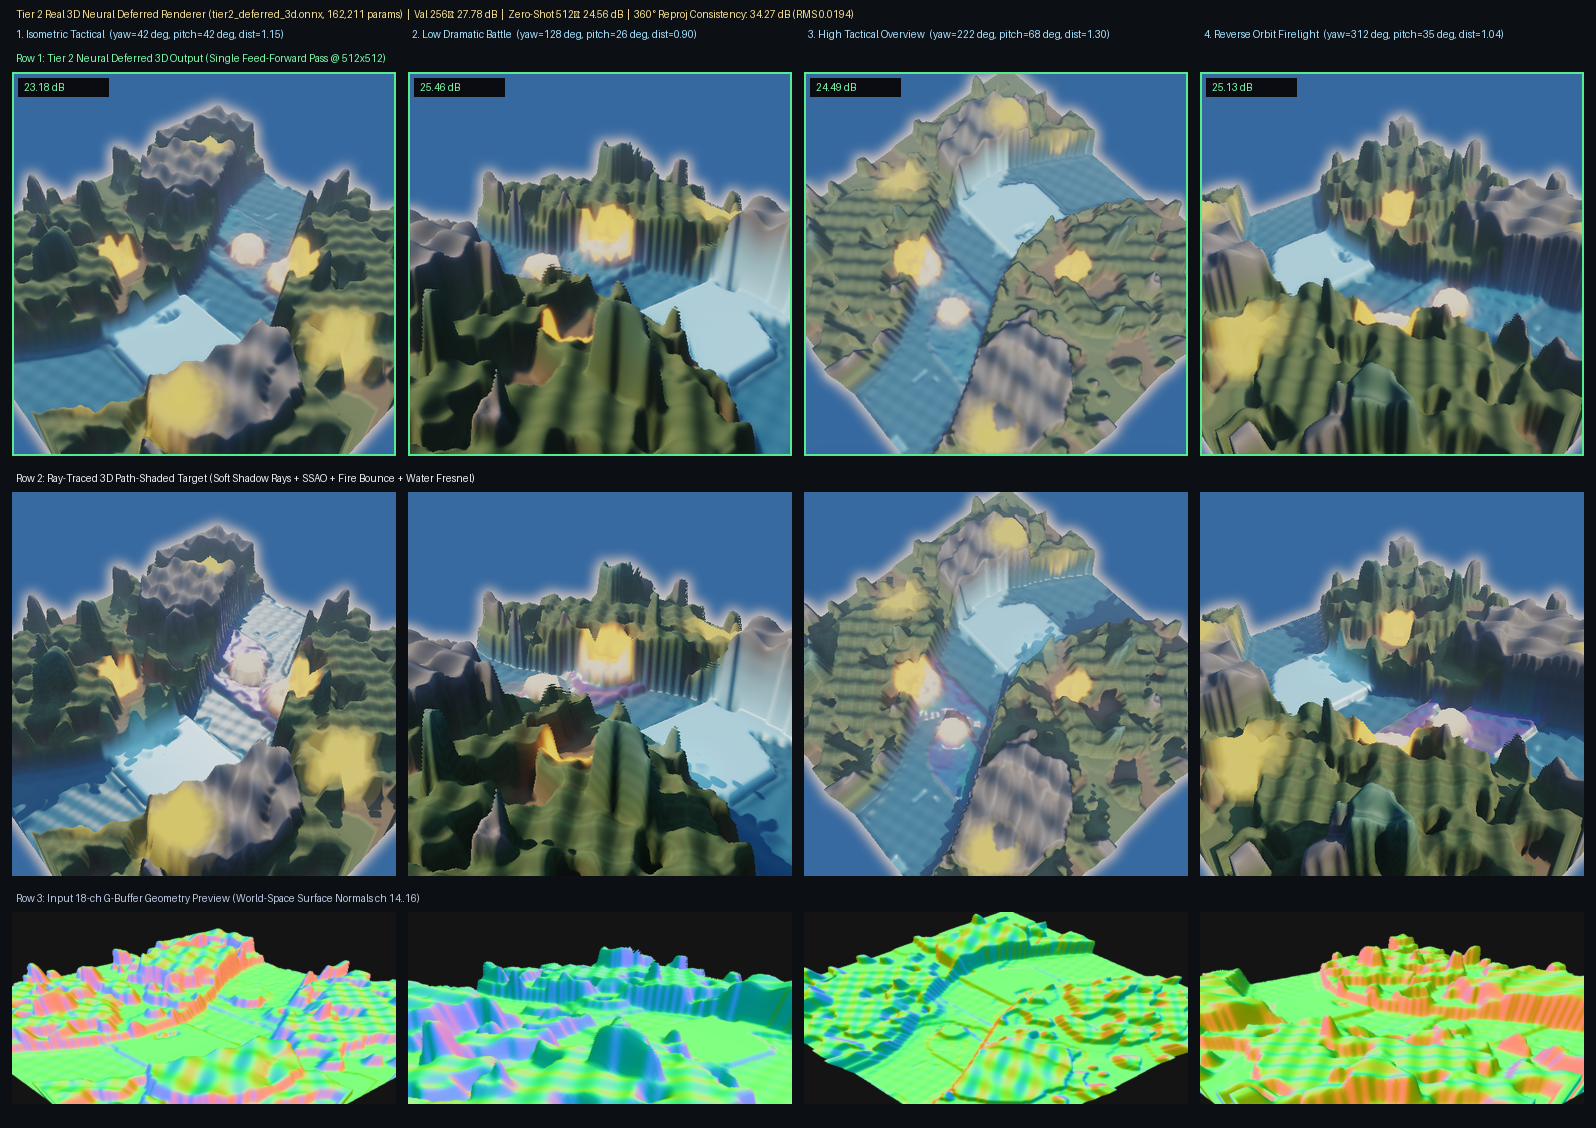 Tier 2 Real 3D Neural Deferred Renderer (tier2_deferred_3d.onnx, 162,211 params) | Val 256▯: 27.78 dB | Zero-Shot 512▯: 24.56 dB | 360° Reproj Consistency: 34.27 dB (RMS 0.0194)
1. Isometric Tactical (yaw=42 deg, pitch=42 deg, dist=1.15)
2. Low Dramatic Battle (yaw=128 deg, pitch=26 deg, dist=0.90)
3. High Tactical Overview (yaw=222 deg, pitch=68 deg, dist=1.30)
4. Reverse Orbit Firelight (yaw=312 deg, pitch=35 deg, dist=1.04)
Row 1: Tier 2 Neural Deferred 3D Output (Single Feed-Forward Pass @ 512x512)
23.18 dB
25.46 dB
24.49 dB
25.13 dB
Row 2: Ray-Traced 3D Path-Shaded Target (Soft Shadow Rays + SSAO + Fire Bounce + Water Fresnel)
Row 3: Input 18-ch G-Buffer Geometry Preview (World-Space Surface Normals ch 14..16)